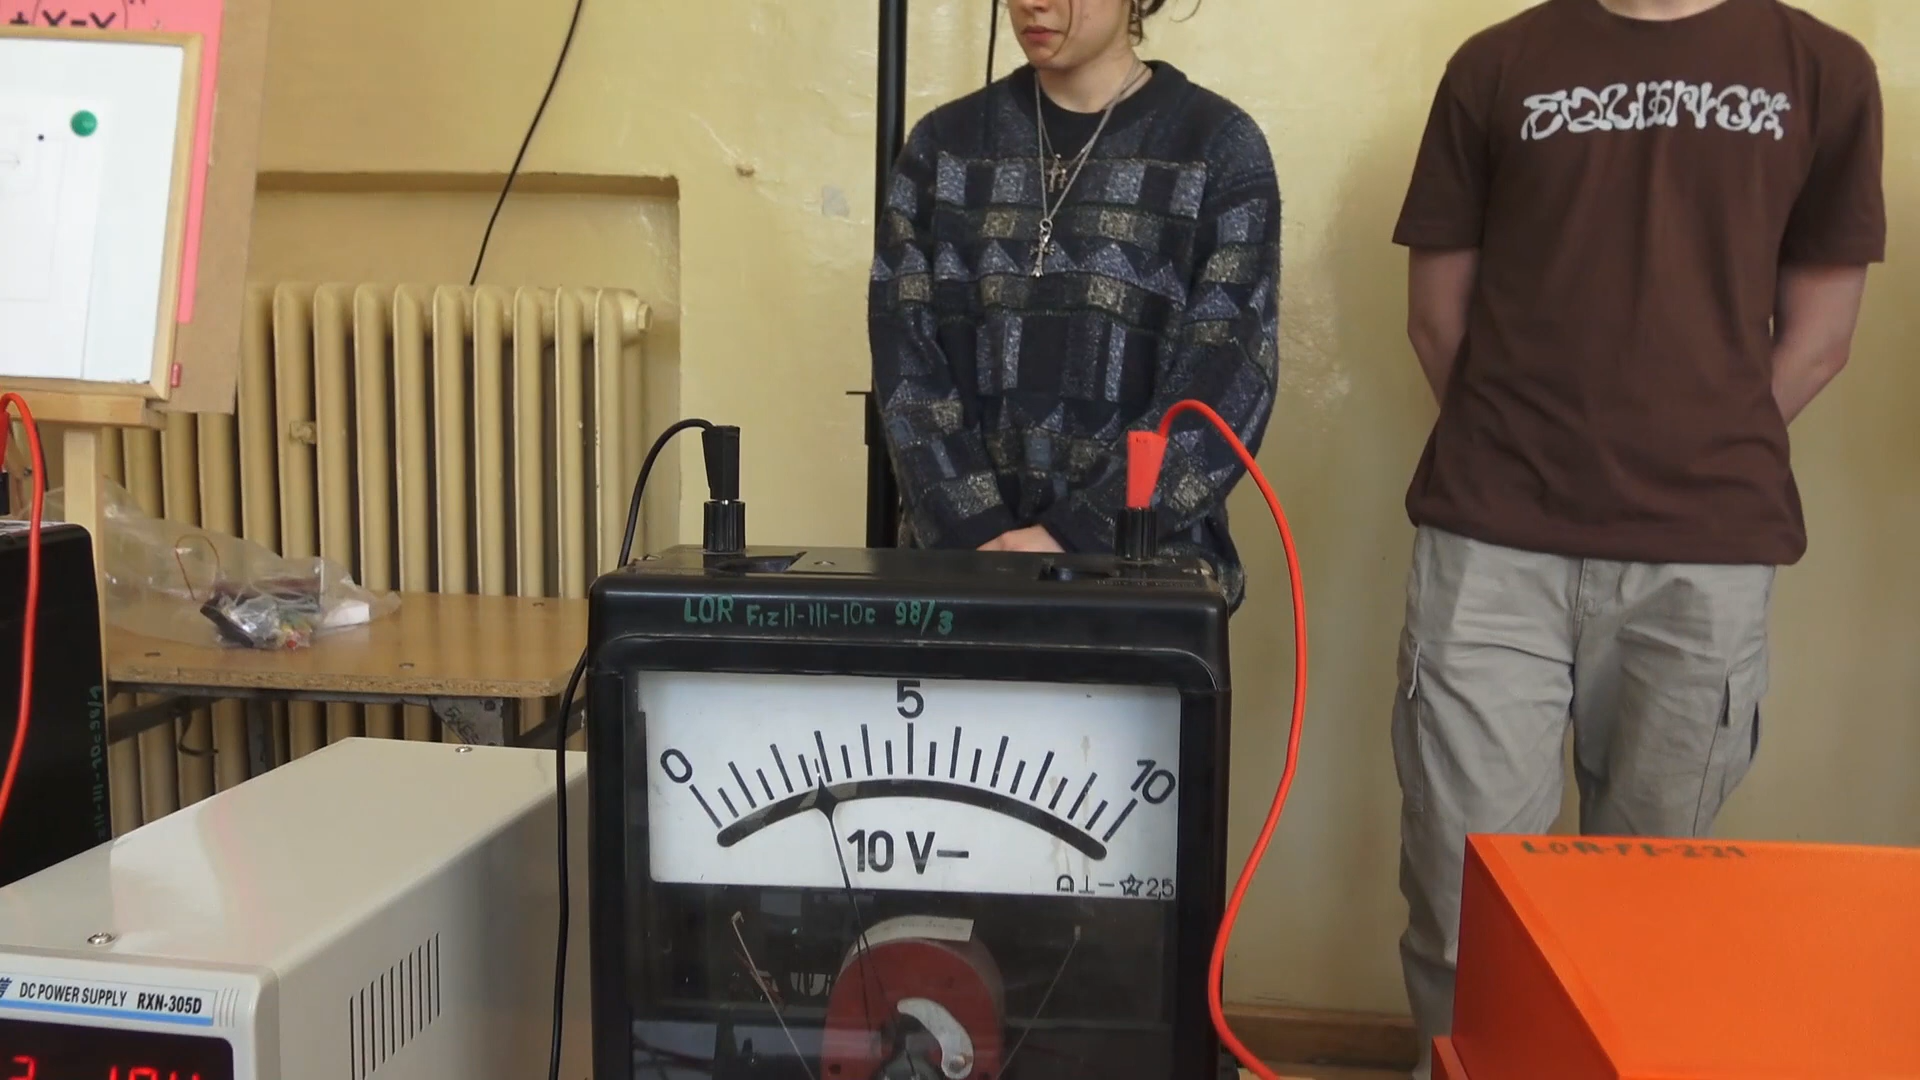 EQUINOX
LOR Fiz II-III-10c 98/3
0 5 10
10 V—
2,5
LOR-FI-221
DC POWER SUPPLY RXN-305D